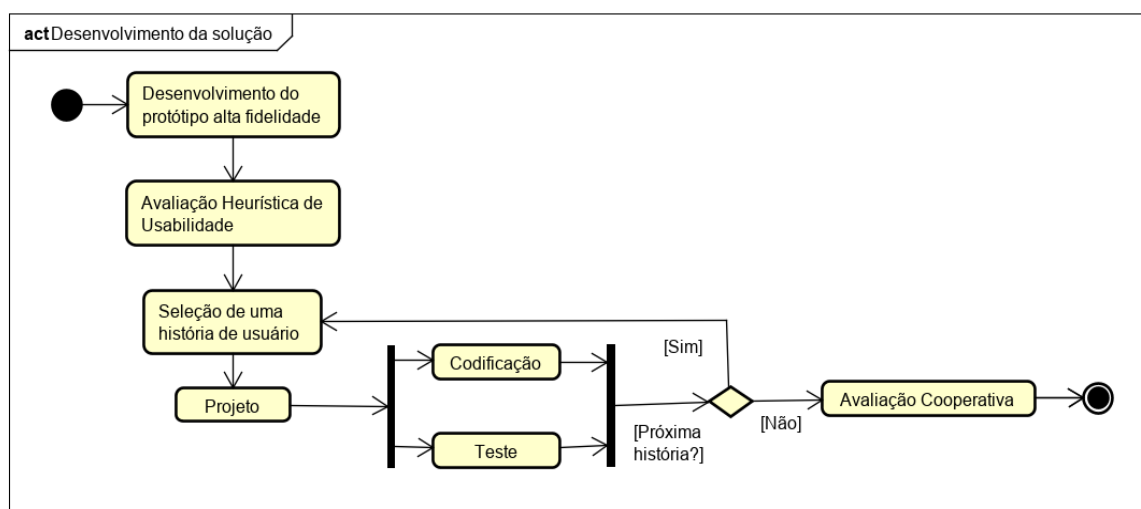 act Desenvolvimento da solução
Desenvolvimento do
protótipo alta fidelidade
Avaliação Heurística de
Usabilidade
Seleção de uma
história de usuário
Projeto
Codificação
Teste
[Sim]
[Próxima
história?]
[Não]
Avaliação Cooperativa